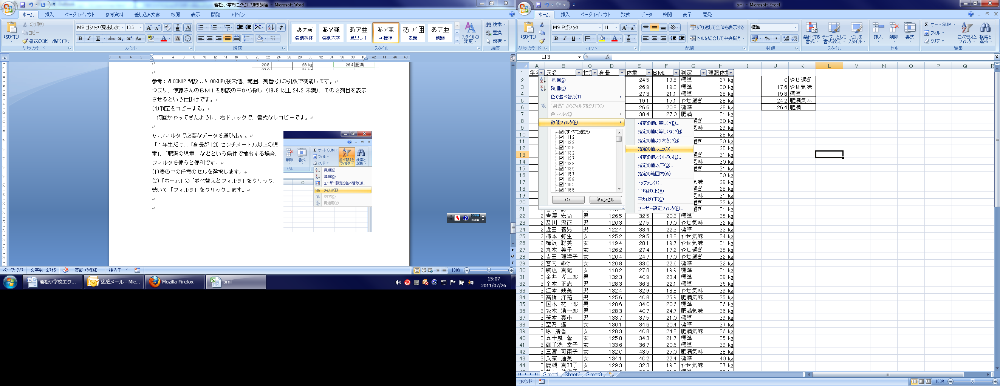 若松小学校エクセル初級講座 - Microsoft Word
ホーム 挿入 ページ レイアウト 参考資料 差し込み文書 校閲 表示 開発 アドイン
貼り付け 切り取り コピー 書式のコピー/貼り付け
MS ゴシック (見出しの 10.5
あア亜 強調斜体 あア亜 強調太字 あア亜 見出し 1 あア亜 ↵標準 あア亜 表題 あア亜 副題
スタイルの変更 検索 置換 選択
クリップボード フォント 段落 スタイル 編集
20.8 28 kg 26.4 肥満
参考:VLOOKUP 関数は VLOOKUP(検索値、範囲、列番号)の引数で機能します。
つまり、伊藤さんのBMIを別表の中から探し(19.8 以上 24.2 未満)、その2列目を表示
させるという仕掛けです。
(4)判定をコピーする。
何回かやってきたように、右ドラッグで、書式なしコピーです。
6.フィルタで必要なデータを選び出す。
「1年生だけ」、「身長が 120 センチメートル以上の児
童」、「肥満の児童」などという条件で抽出する場合、
フィルタを使うと便利です。
(1)表の中の任意のセルを選択します。
(2)「ホーム」の「並べ替えとフィルタ」をクリック。
続いて「フィルタ」をクリックします。
削除 書式 セル
Σ オート SUM フィル クリア
並べ替えとフィルタ 検索と選択
昇順(S)
降順(O)
ユーザー設定の並べ替え(U)...
フィルタ(F)
クリア(C)
再適用(Y)
O
CAPS
KANA
ページ: 7/7 文字数: 2,745 英語 (米国) 挿入モード 100%
若松小学校エク... 迷惑メール - Mic... Mozilla Firefox bmi
15:07
2011/07/26
bmi - Microsoft Excel
ホーム 挿入 ページ レイアウト 数式 データ 校閲 表示 開発
貼り付け MS Pゴシック 11
折り返して全体を表示する
セルを結合して中央揃え
標準
条件付き書式 テーブルとして書式設定 セルのスタイル 挿入 削除 書式
Σ オート SUM フィル クリア 並べ替えとフィルタ 検索と選択
クリップボード フォント 配置 数値 スタイル セル 編集
L13 fx
A B C D E F G H I J K L M N O P Q R
1 学年 氏名 性別 身長 体重 BMI 判定 理想体重
2 24.5 19.8 標準 27 kg 0 やせ過ぎ
3 26.9 19.8 標準 30 kg 17.6 やせ気味
4 27.3 21.1 標準 28 kg 19.8 標準
5 19.1 15.1 やせ過ぎ 28 kg 24.2 肥満気味
6 26.6 20.8 標準 28 kg 26.4 肥満
7 38.4 27.0 肥満 31 kg
8 過ぎ 30 kg
9 気味 29 kg
10 28 kg
11 過ぎ 30 kg
12 28 kg
13 過ぎ 31 kg
14 気味 30 kg
15 過ぎ 31 kg
16 30 kg
17 気味 29 kg
18 過ぎ 28 kg
19 気味 31 kg
20 過ぎ 33 kg
21 過ぎ 31 kg
昇順(S)
降順(O)
色で並べ替え(T)
"身長" からフィルタをクリア(C)
色フィルタ(I)
数値フィルタ(F)
(すべて選択)
111.2
112.3
112.5
113.2
113.7
113.8
113.9
115.7
115.8
116.2
116.5
OK キャンセル
指定の値に等しい(E)...
指定の値に等しくない(N)...
指定の値より大きい(G)...
指定の値以上(O)...
指定の値より小さい(L)...
指定の値以下(Q)...
指定の範囲内(W)...
トップテン(T)...
平均より上(A)
平均より下(O)
ユーザー設定フィルタ(F)...
22 2 吉澤 宏尚 男 126.5 32.5 20.3 標準 35 kg
23 2 及川 忠征 男 120.3 27.5 19.0 やせ気味 32 kg
24 2 近田 義男 男 122.4 33.4 22.3 標準 33 kg
25 2 柿本 弥生 女 125.2 29.5 18.8 やせ気味 34 kg
26 2 樺沢 聡美 女 119.4 28.1 19.7 やせ気味 31 kg
27 2 丸本 美子 女 126.2 27.4 17.2 やせ過ぎ 35 kg
28 2 吉田 理津子 女 120.4 24.7 17.0 やせ過ぎ 32 kg
29 2 宮内 めぐ 女 120.8 33.0 22.6 標準 32 kg
30 2 駒込 真紀 女 118.2 27.8 19.9 標準 31 kg
31 3 金井 孝三郎 男 132.3 40.9 23.4 標準 39 kg
32 3 金本 正志 男 128.3 36.3 22.1 標準 36 kg
33 3 江本 朔美 男 132.4 32.9 18.8 やせ気味 39 kg
34 3 高橋 洋祐 男 125.6 40.8 25.9 肥満気味 35 kg
35 3 国木 祐一郎 男 128.6 34.0 20.6 標準 36 kg
36 3 坂本 浩一郎 男 128.3 40.7 24.7 肥満気味 36 kg
37 3 笹本 真市 男 133.7 37.5 21.0 標準 39 kg
38 3 空乃 遥 女 130.1 34.6 20.4 標準 37 kg
39 3 原 清香 女 128.3 40.8 24.8 肥満気味 36 kg
40 3 五十嵐 蒼 女 125.8 34.3 21.7 標準 35 kg
41 3 御手洗 幸子 女 133.6 36.7 20.6 標準 39 kg
42 3 三宮 可南子 女 132.0 43.5 25.0 肥満気味 38 kg
43 3 氏家 通美 女 134.1 40.2 22.4 標準 40 kg
44 3 鹿瀬 真知子 女 129.3 32.3 19.3 やせ気味 37 kg
Sheet1 Sheet2 Sheet3
コマンド 100%